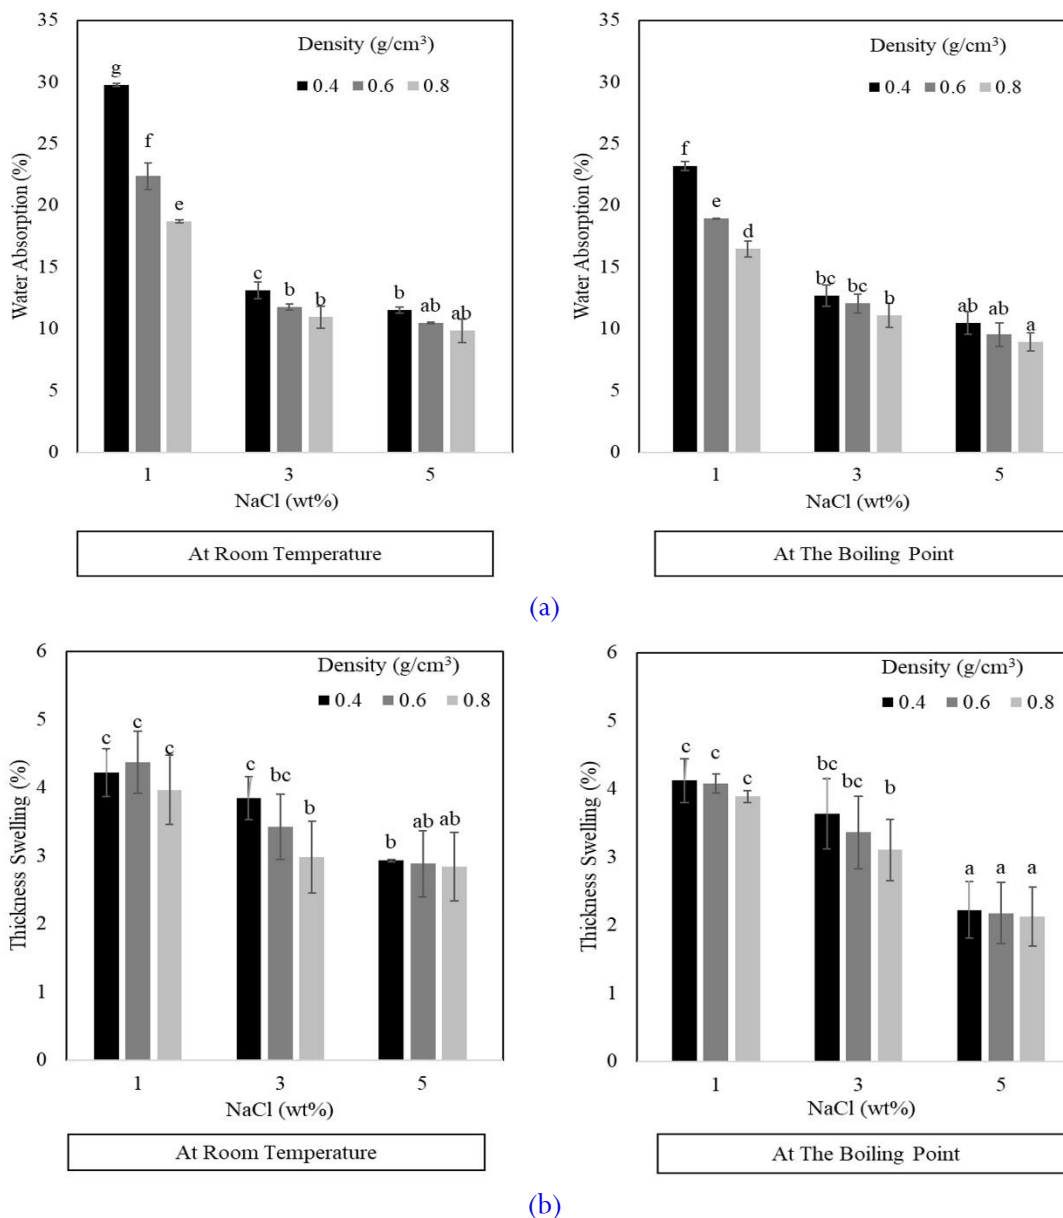 35
30
25
20
15
10
5
0
Water Absorption (%)
Density (g/cm³)
0.4 0.6 0.8
g
f
e
c
b
b
b
ab
ab
1 3 5
NaCl (wt%)
At Room Temperature
35
30
25
20
15
10
5
0
Water Absorption (%)
Density (g/cm³)
0.4 0.6 0.8
f
e
d
bc
bc
b
ab
ab
a
1 3 5
NaCl (wt%)
At The Boiling Point
(a)
6
5
4
3
2
1
0
Thickness Swelling (%)
Density (g/cm³)
0.4 0.6 0.8
c
c
c
c
bc
b
b
ab
ab
1 3 5
NaCl (wt%)
At Room Temperature
6
5
4
3
2
1
0
Thickness Swelling (%)
Density (g/cm³)
0.4 0.6 0.8
c
c
c
bc
bc
b
a
a
a
1 3 5
NaCl (wt%)
At The Boiling Point
(b)